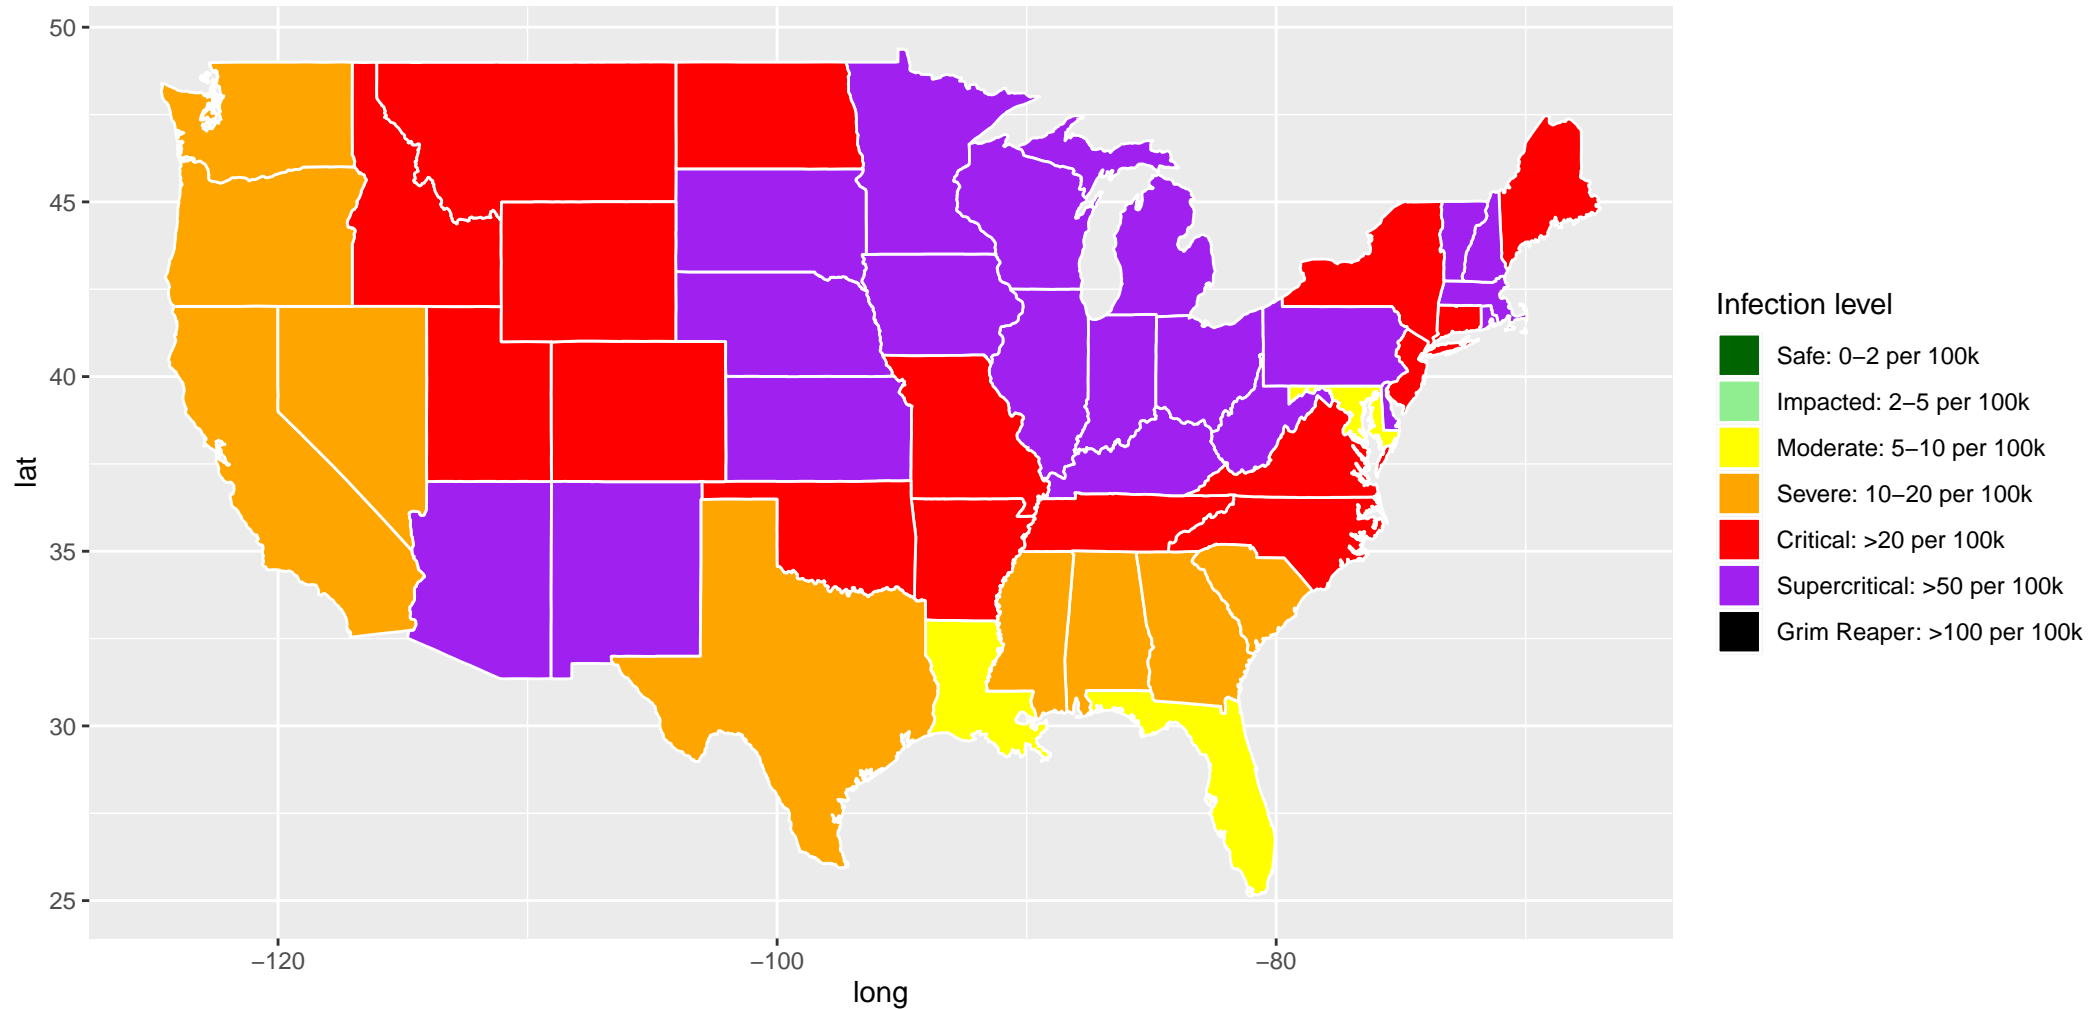 50
45
40
35
30
25
lat
−120
−100
−80
long
Infection level
Safe: 0−2 per 100k
Impacted: 2−5 per 100k
Moderate: 5−10 per 100k
Severe: 10−20 per 100k
Critical: >20 per 100k
Supercritical: >50 per 100k
Grim Reaper: >100 per 100k